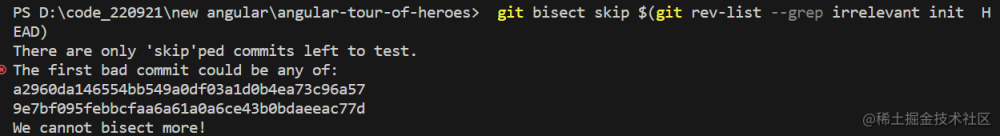 PS D:\code_220921\new angular\angular-tour-of-heroes>  git bisect skip $(git rev-list --grep irrelevant init  H
EAD)
There are only 'skip'ped commits left to test.
The first bad commit could be any of:
a2960da146554bb549a0df03a1d0b4ea73c96a57
9e7bf095febbcfaa6a61a0a6ce43b0bdaeeac77d
We cannot bisect more!
@稀土掘金技术社区